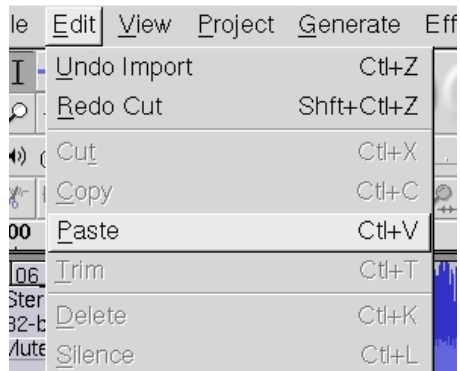 le Edit View Project Generate Eff
Undo Import Ctl+Z
Redo Cut Shft+Ctl+Z
Cut Ctl+X
Copy Ctl+C
00 Paste Ctl+V
06 Trim Ctl+T
Ster
32-b Delete Ctl+K
Mute
Silence Ctl+L